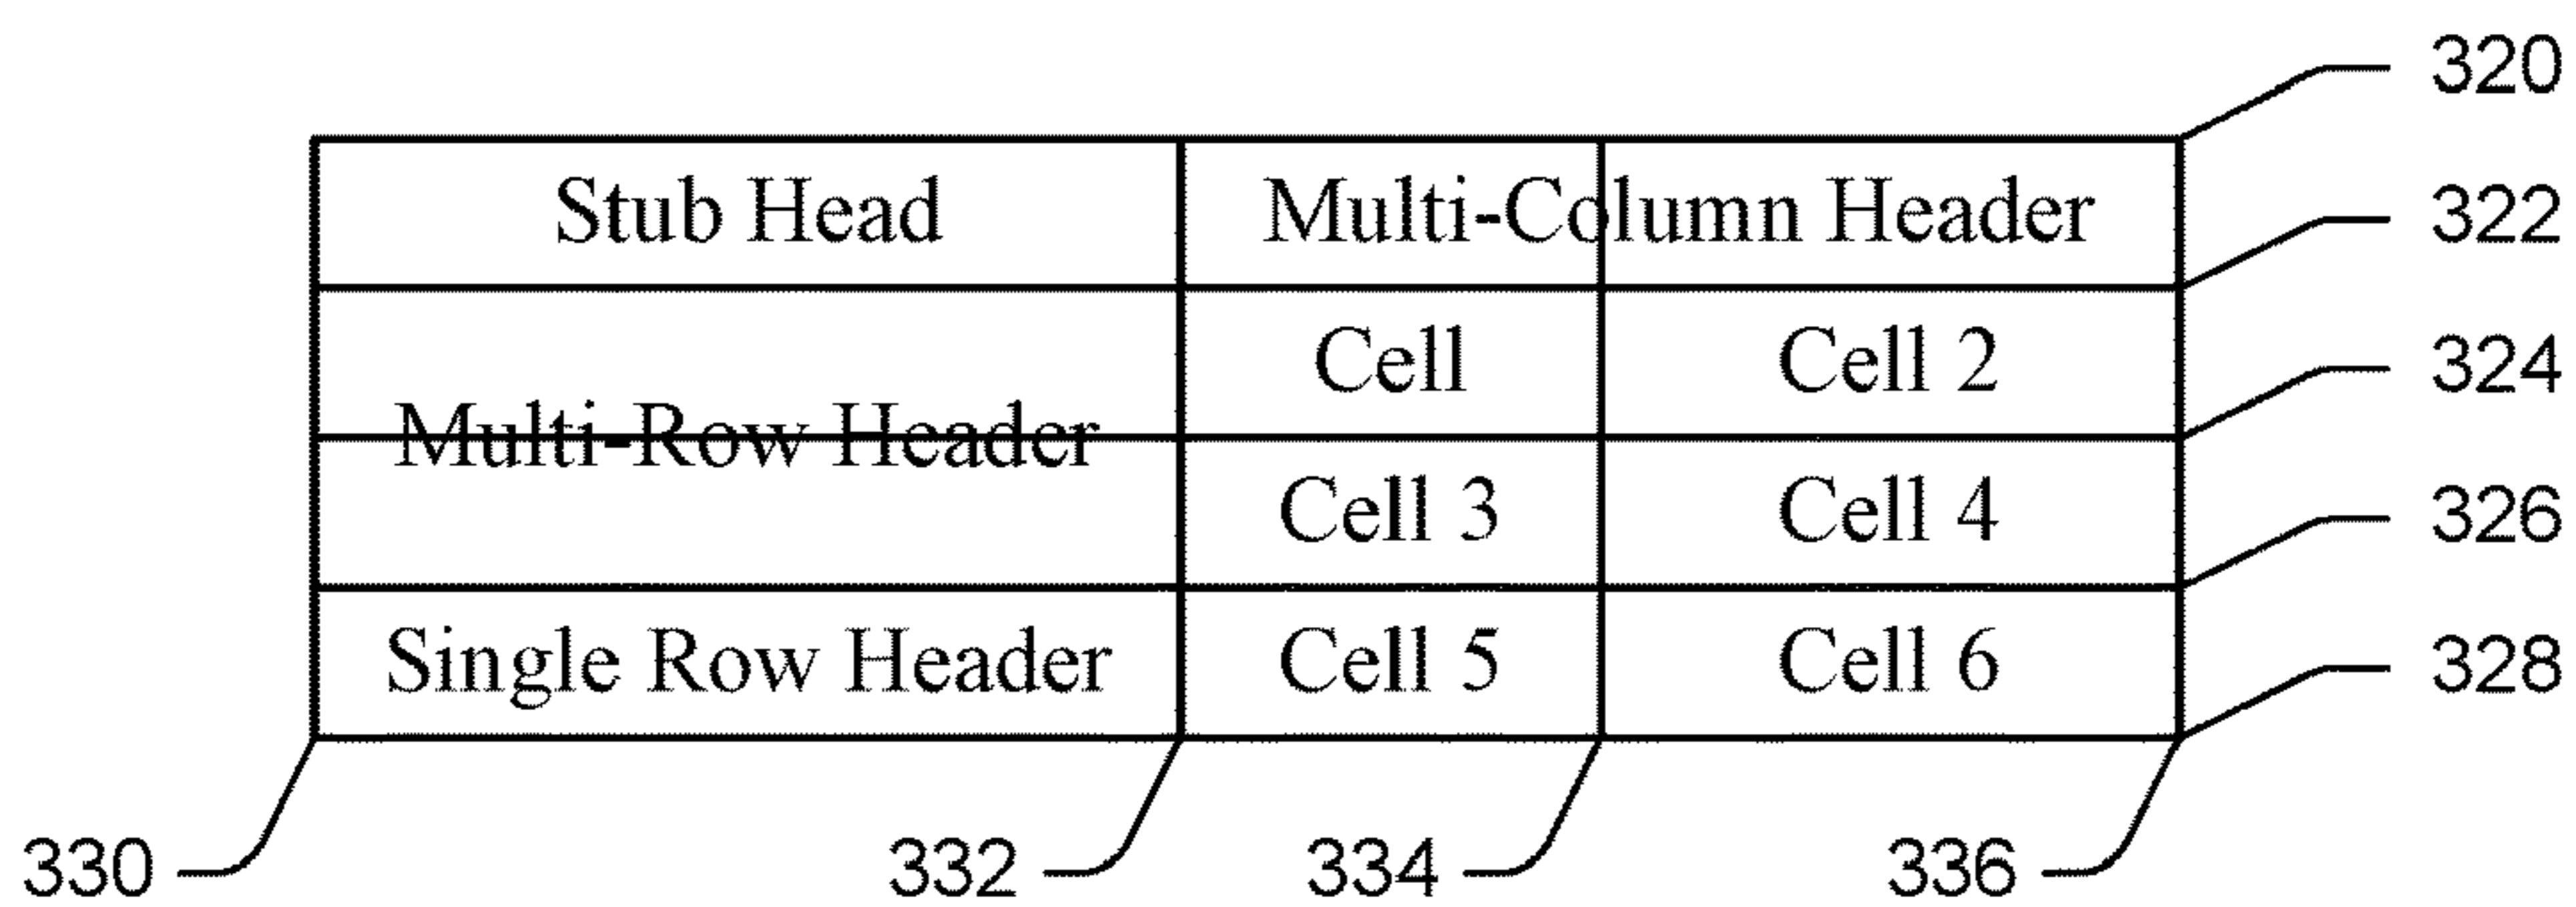 320
Stub Head Multi-Column Header
322
Cell Cell 2
324
Multi-Row Header
Cell 3 Cell 4
326
Single Row Header Cell 5 Cell 6
328
330 332 334 336